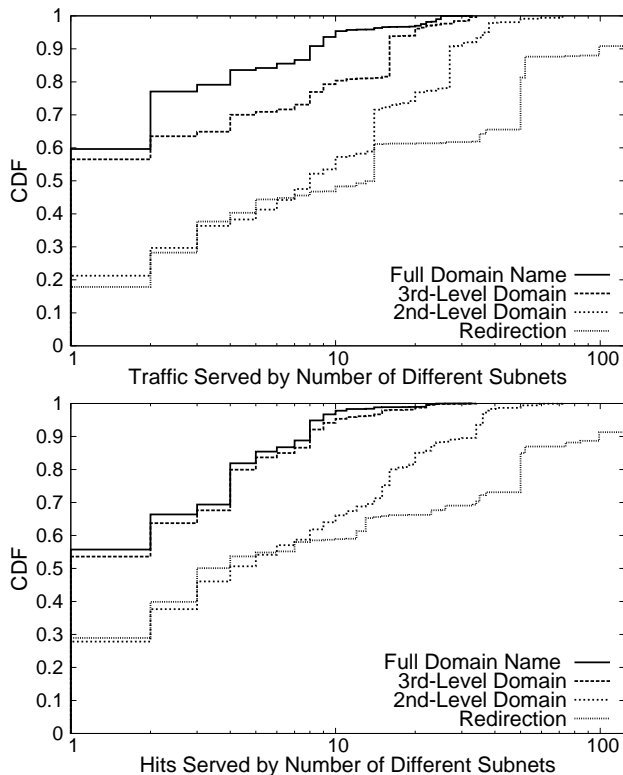 1
0.9
0.8
0.7
0.6
0.5
0.4
0.3
0.2
0.1
0
CDF
Full Domain Name
3rd-Level Domain
2nd-Level Domain
Redirection
1 10 100
Traffic Served by Number of Different Subnets
1
0.9
0.8
0.7
0.6
0.5
0.4
0.3
0.2
0.1
0
CDF
Full Domain Name
3rd-Level Domain
2nd-Level Domain
Redirection
1 10 100
Hits Served by Number of Different Subnets